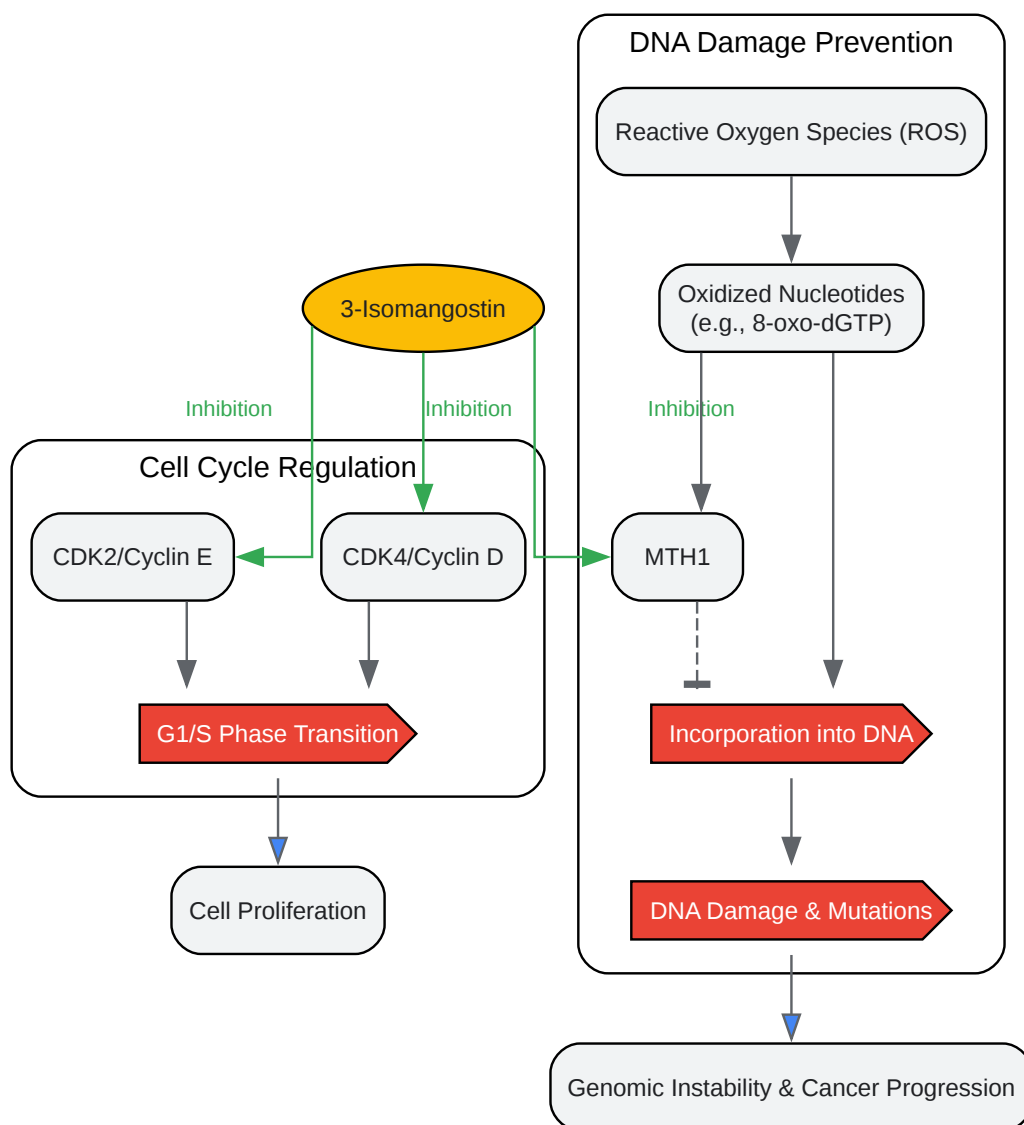 DNA Damage Prevention
Reactive Oxygen Species (ROS)
3-Isomangostin
Oxidized Nucleotides
(e.g., 8-oxo-dGTP)
Inhibition
Inhibition
Inhibition
Cell Cycle Regulation
CDK2/Cyclin E
CDK4/Cyclin D
MTH1
G1/S Phase Transition
Incorporation into DNA
Cell Proliferation
DNA Damage & Mutations
Genomic Instability & Cancer Progression